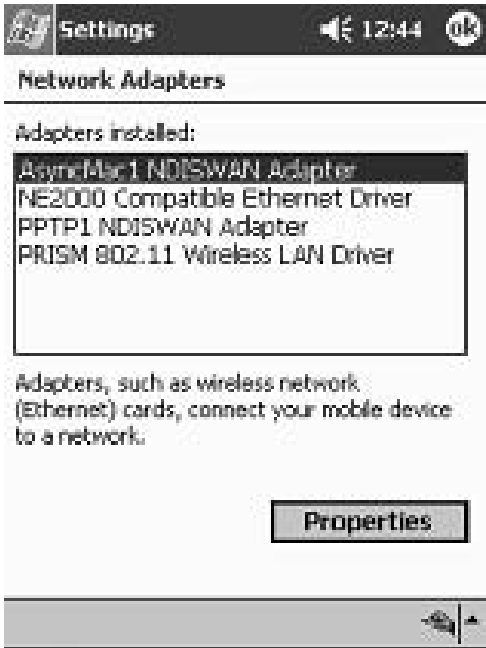 Settings 12:44 ok
Network Adapters
Adapters installed:
AsyncMac1 NDISWAN Adapter
NE2000 Compatible Ethernet Driver
PPTP1 NDISWAN Adapter
PRISM 802.11 Wireless LAN Driver
Adapters, such as wireless network
(Ethernet) cards, connect your mobile device
to a network.
Properties